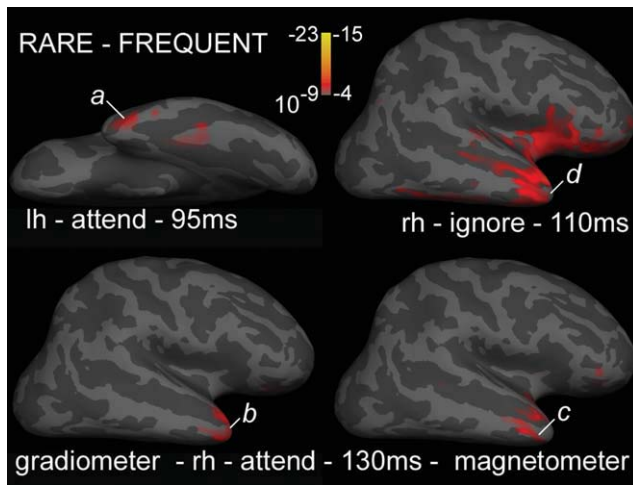 RARE - FREQUENT
-23 -15
10 -9 -4
a
d
lh - attend - 95ms
rh - ignore - 110ms
b
c
gradiometer - rh - attend - 130ms - magnetometer